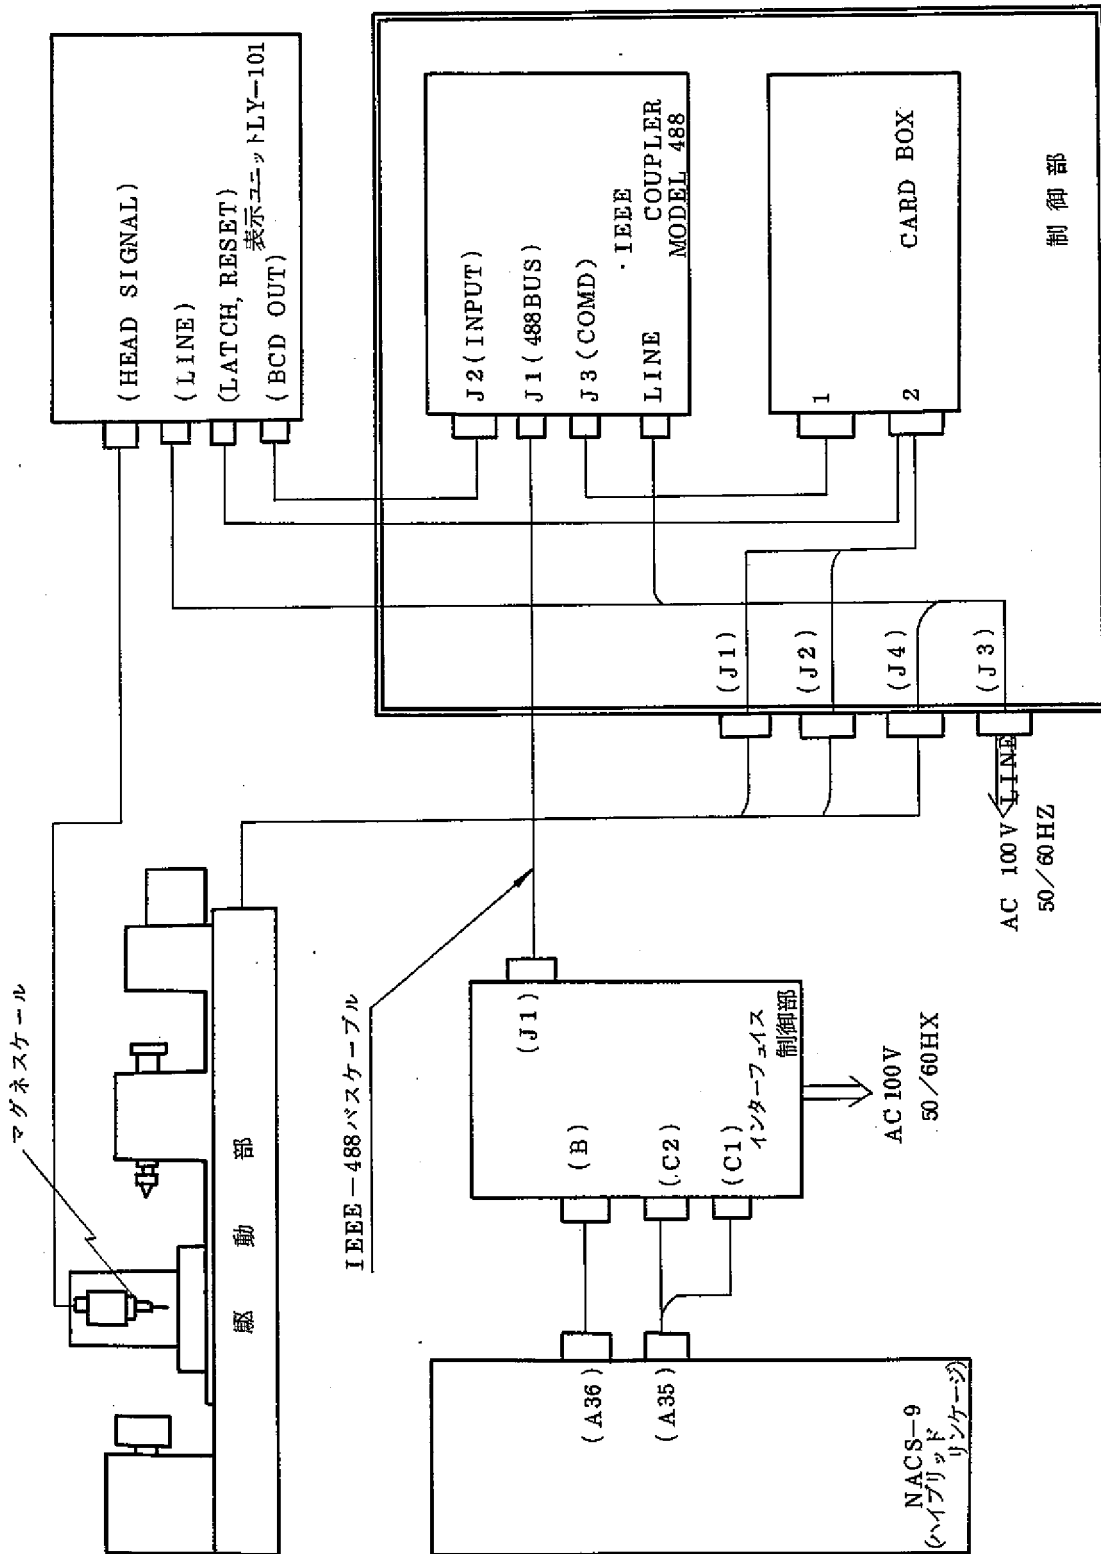 マグネスケール
駆動部
(HEAD SIGNAL)
(LINE)
(LATCH, RESET)
表示ユニットLY-101
(BCD OUT)
IEEE-488バスケーブル
J2(INPUT)
J1(488BUS)
J3(COMD)
LINE
·IEEE
COUPLER
MODEL 488
1
2
CARD BOX
制御部
(J1)
(J2)
(J4)
(J3)
LINE
AC 100V
50/60HZ
(J1)
(B)
(C2)
(C1)
インターフェイス
制御部
AC100V
50/60HX
(A36)
(A35)
NACS-9
(ハイブリッド
リンケージ)